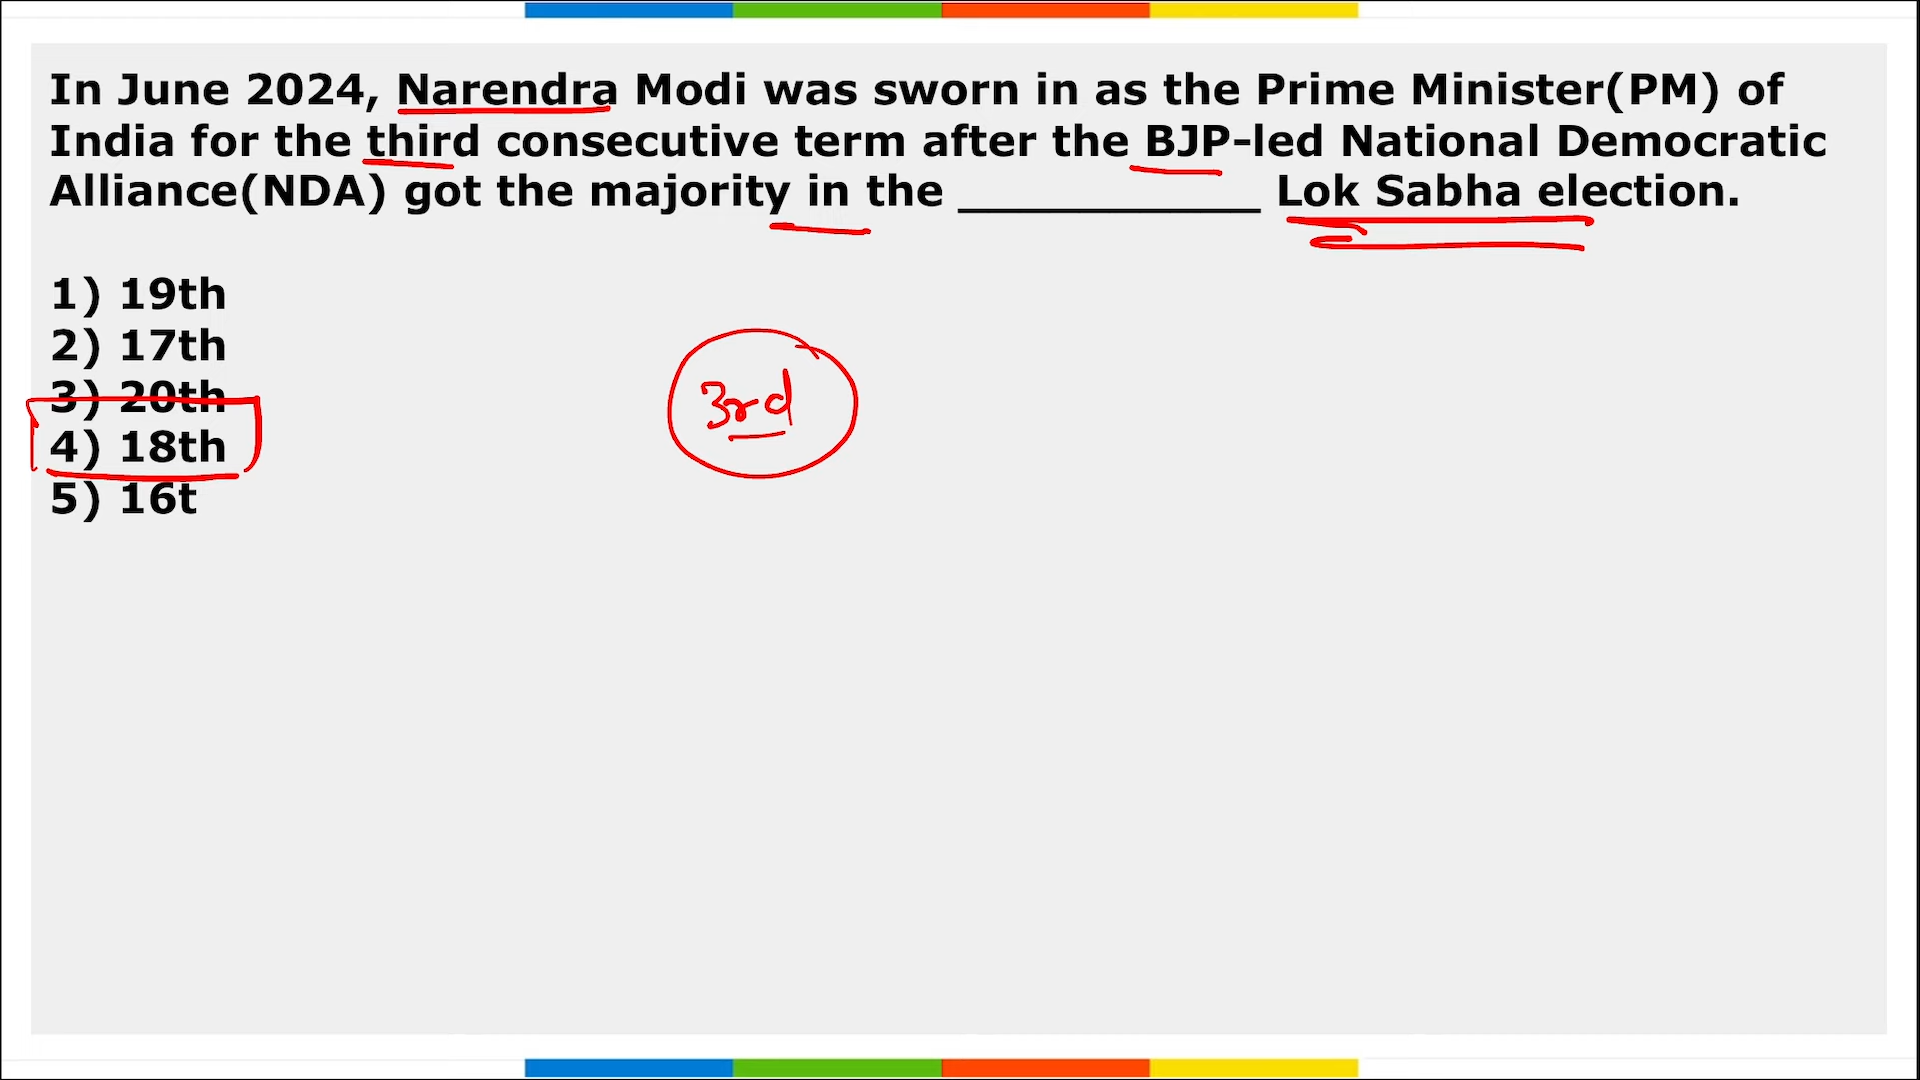 In June 2024, Narendra Modi was sworn in as the Prime Minister(PM) of
India for the third consecutive term after the BJP-led National Democratic
Alliance(NDA) got the majority in the ____________ Lok Sabha election.
1) 19th
2) 17th
3) 20th
4) 18th
5) 16t
3rd